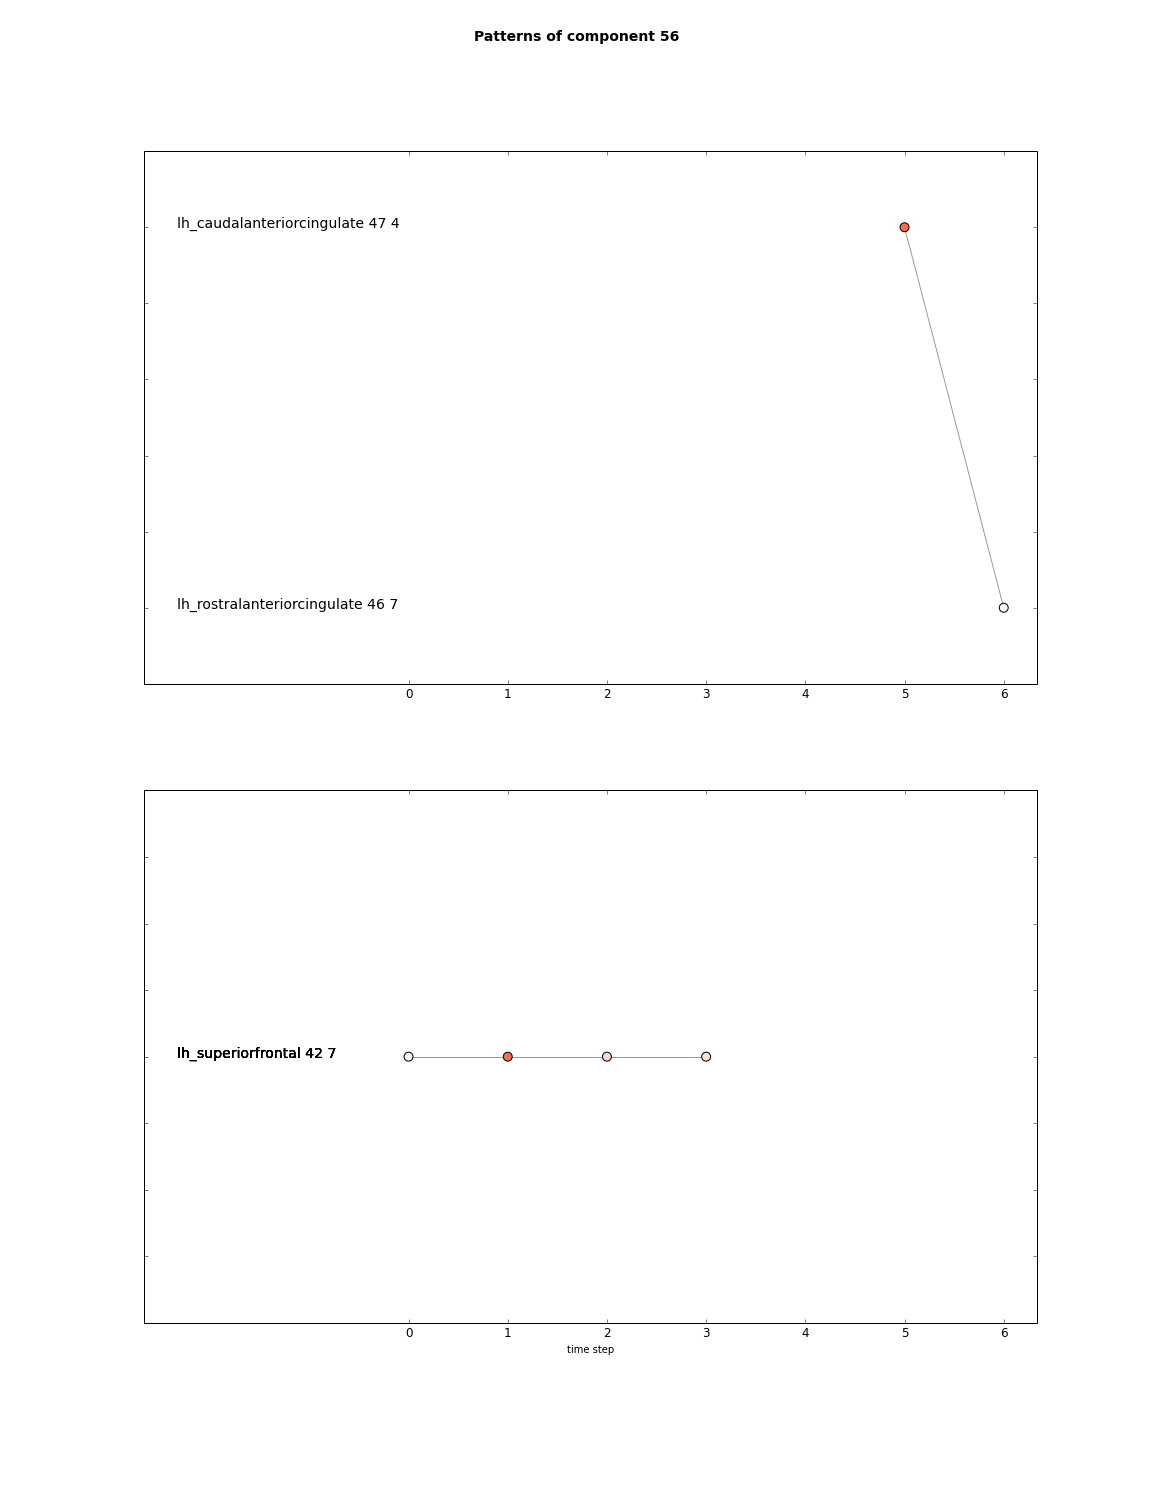 Patterns of component 56
lh_caudalanteriorcingulate 47 4
lh_rostralanteriorcingulate 46 7
0 1 2 3 4 5 6
lh_superiorfrontal 42 7
0 1 2 3 4 5 6
time step